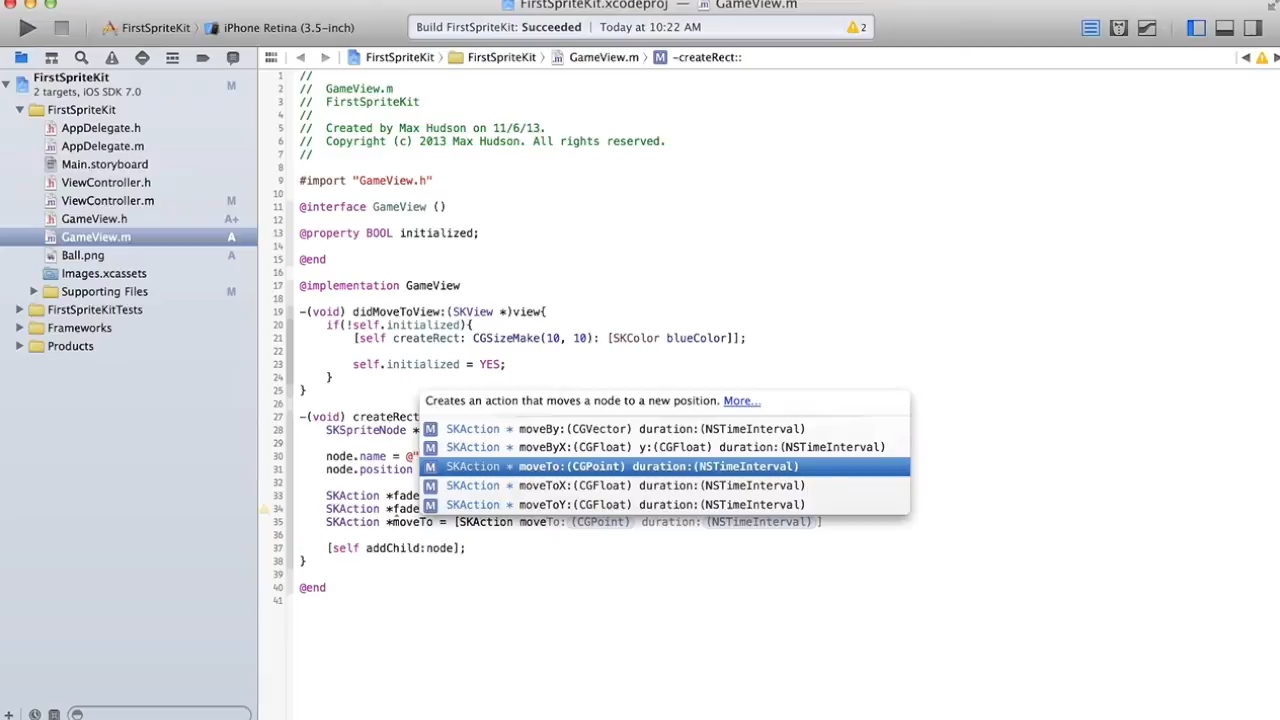 FirstSpriteKit.xcodeproj — GameView.m
FirstSpriteKit iPhone Retina (3.5-inch)
Build FirstSpriteKit: Succeeded Today at 10:22 AM 2
FirstSpriteKit FirstSpriteKit GameView.m M -createRect::
FirstSpriteKit
2 targets, iOS SDK 7.0 M
FirstSpriteKit
AppDelegate.h
AppDelegate.m
Main.storyboard
ViewController.h
ViewController.m M
GameView.h A+
GameView.m A
Ball.png A
Images.xcassets
Supporting Files M
FirstSpriteKitTests
Frameworks
Products
1 //
2 // GameView.m
3 // FirstSpriteKit
4 //
5 // Created by Max Hudson on 11/6/13.
6 // Copyright (c) 2013 Max Hudson. All rights reserved.
7 //
8
9 #import "GameView.h"
10
11 @interface GameView ()
12
13 @property BOOL initialized;
14
15 @end
16
17 @implementation GameView
18
19 -(void) didMoveToView:(SKView *)view{
20 if(!self.initialized){
21 [self createRect: CGSizeMake(10, 10): [SKColor blueColor]];
22
23 self.initialized = YES;
24 }
25 }
26
27 -(void) createRect
28 SKSpriteNode *
29
30 node.name = @"
31 node.position
32
33 SKAction *fade
34 SKAction *fade
35 SKAction *moveTo = [SKAction moveTo:(CGPoint) duration:(NSTimeInterval)]
36
37 [self addChild:node];
38 }
39
40 @end
41
Creates an action that moves a node to a new position. More...
M SKAction * moveBy:(CGVector) duration:(NSTimeInterval)
M SKAction * moveByX:(CGFloat) y:(CGFloat) duration:(NSTimeInterval)
M SKAction * moveTo:(CGPoint) duration:(NSTimeInterval)
M SKAction * moveToX:(CGFloat) duration:(NSTimeInterval)
M SKAction * moveToY:(CGFloat) duration:(NSTimeInterval)